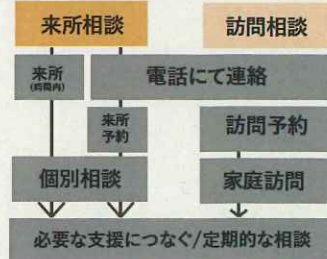 来所相談
訪問相談
来所
(時間内)
電話にて連絡
来所
予約
訪問予約
個別相談
家庭訪問
必要な支援につなぐ/定期的な相談